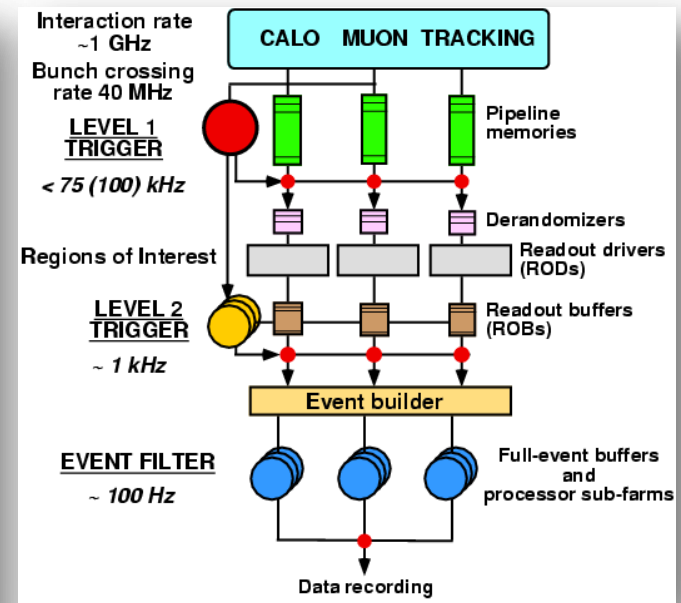 Interaction rate
~1 GHz
CALO MUON TRACKING
Bunch crossing
rate 40 MHz
Pipeline
memories
LEVEL 1
TRIGGER
< 75 (100) kHz
Derandomizers
Regions of Interest
Readout drivers
(RODs)
LEVEL 2
TRIGGER
Readout buffers
(ROBs)
~ 1 kHz
Event builder
EVENT FILTER
~ 100 Hz
Full-event buffers
and
processor sub-farms
Data recording